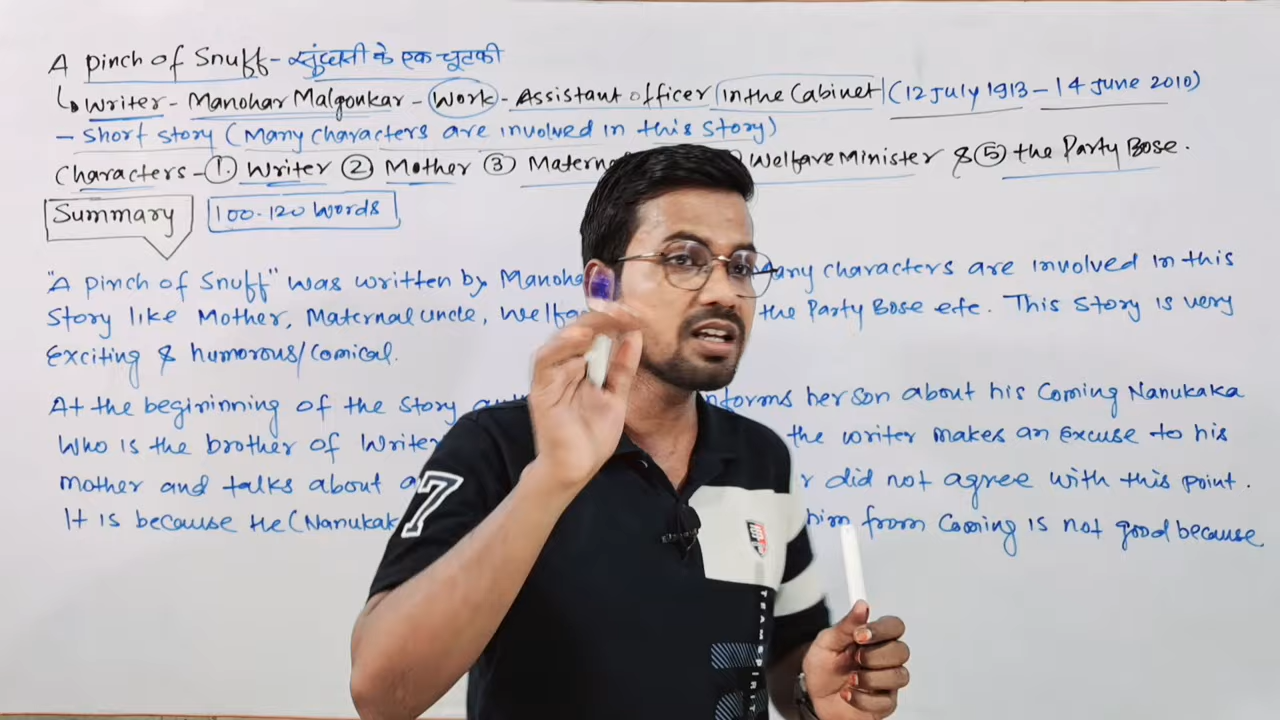 A Pinch of Snuff - सुंघनी के एक चूटकी
Writer - Manohar Malgonkar - Work - Assistant officer in the Cabinet (12 July 1913 - 14 June 2010)
- Short story (Many characters are involved in this Story)
Characters - ① Writer ② Mother ③ Welfare Minister & ⑤ the Party Bose.
Summary 100-120 Words
"A pinch of Snuff" was written by many characters are involved in this
story like Mother, Maternal uncle, the Party Bose etc. This Story is very
Exciting & humorous/Comical.
At the beginning of the Story informs her son about his Coming Nanukaka
Who is the brother of the writer makes an Excuse to his
mother and talks about did not agree with this point.
It is because He (Nanukak him from Coming is not good because
7
TEAMSPIRIT